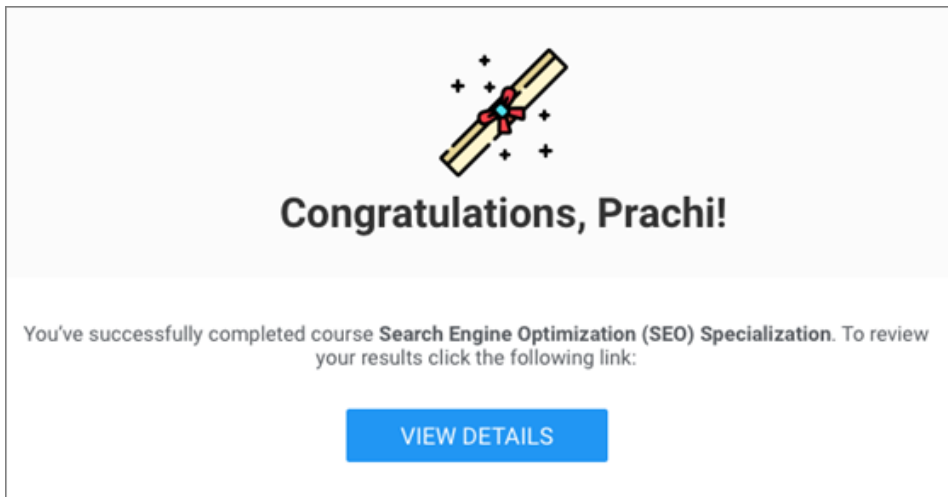 Congratulations, Prachi!
You've successfully completed course Search Engine Optimization (SEO) Specialization. To review
your results click the following link:
VIEW DETAILS